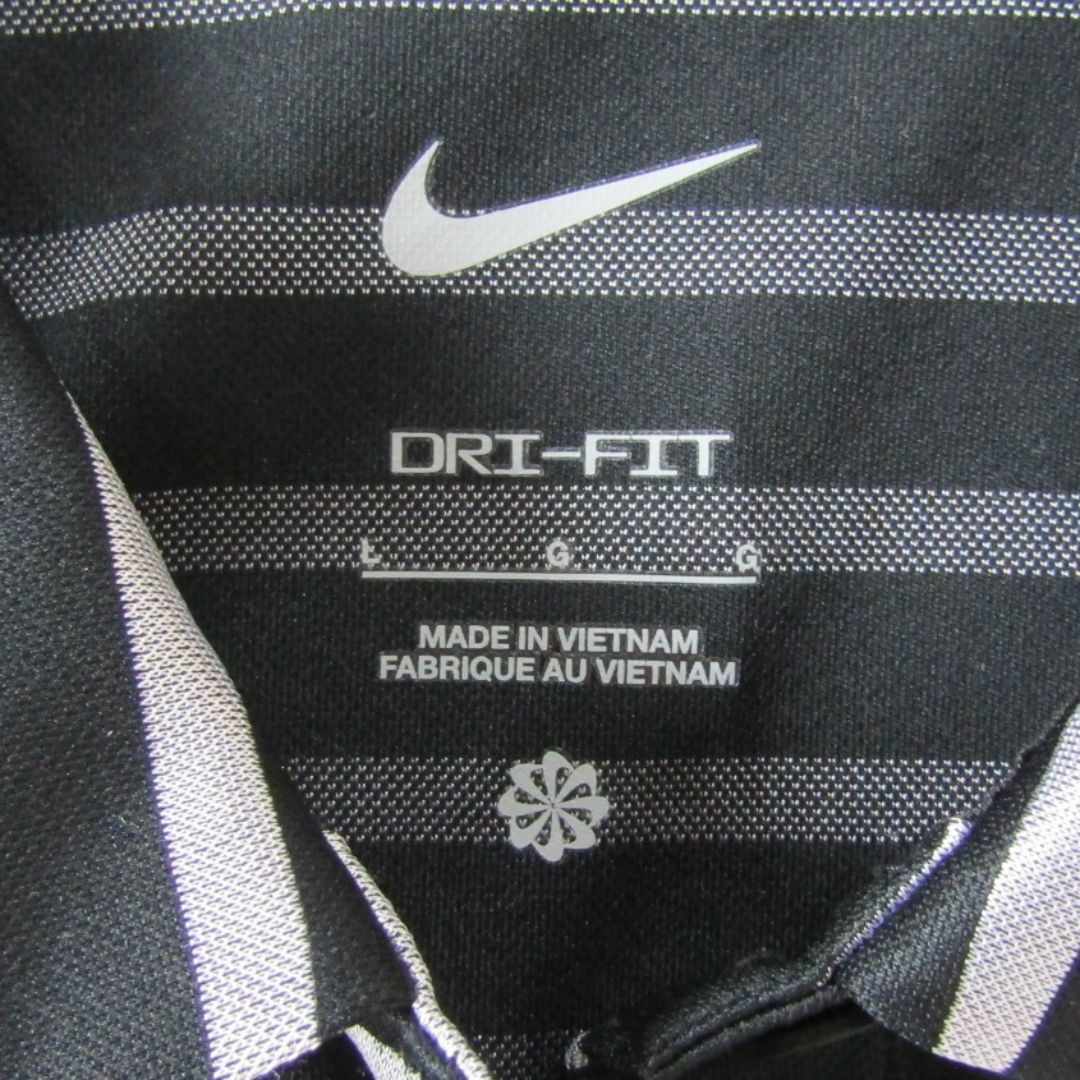 DRI-FIT
L G G
MADE IN VIETNAM
FABRIQUE AU VIETNAM